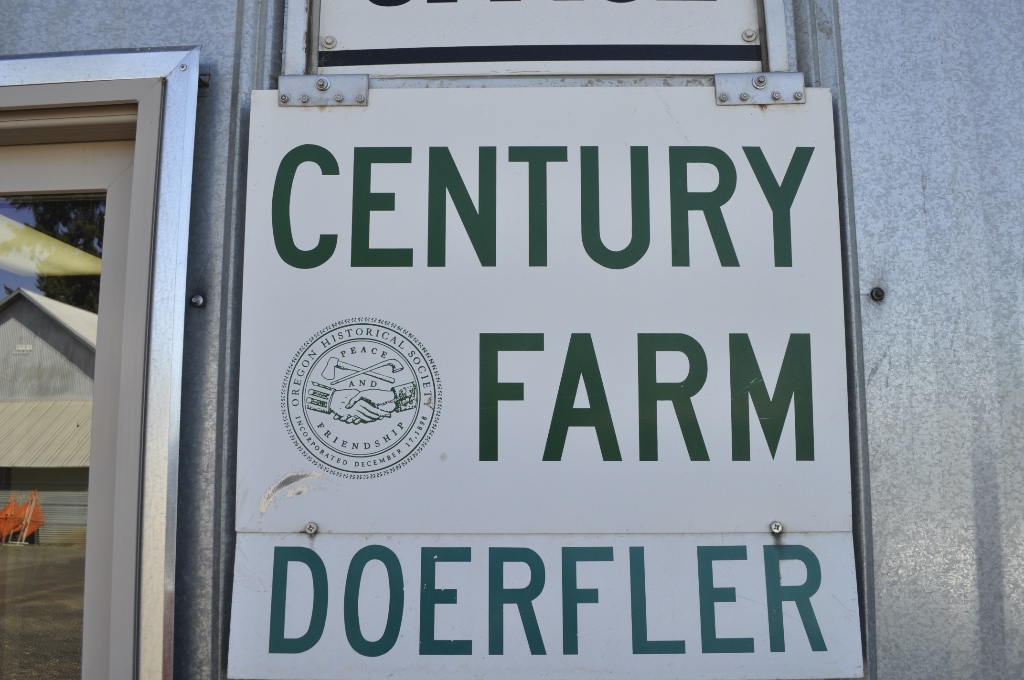 CENTURY
FARM
OREGON HISTORICAL SOCIETY
PEACE
AND
FRIENDSHIP
INCORPORATED DECEMBER 17, 1898
DOERFLER